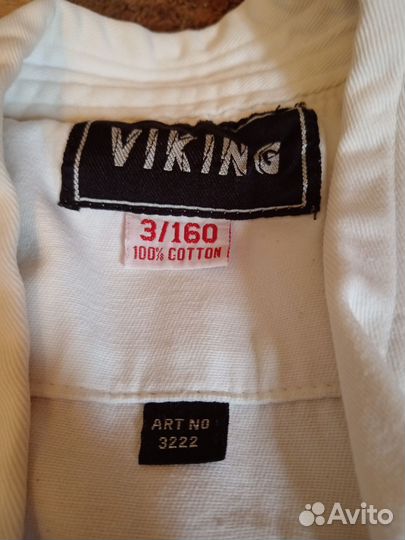 VIKING
3/160
100% COTTON
ART NO
3222
Avito